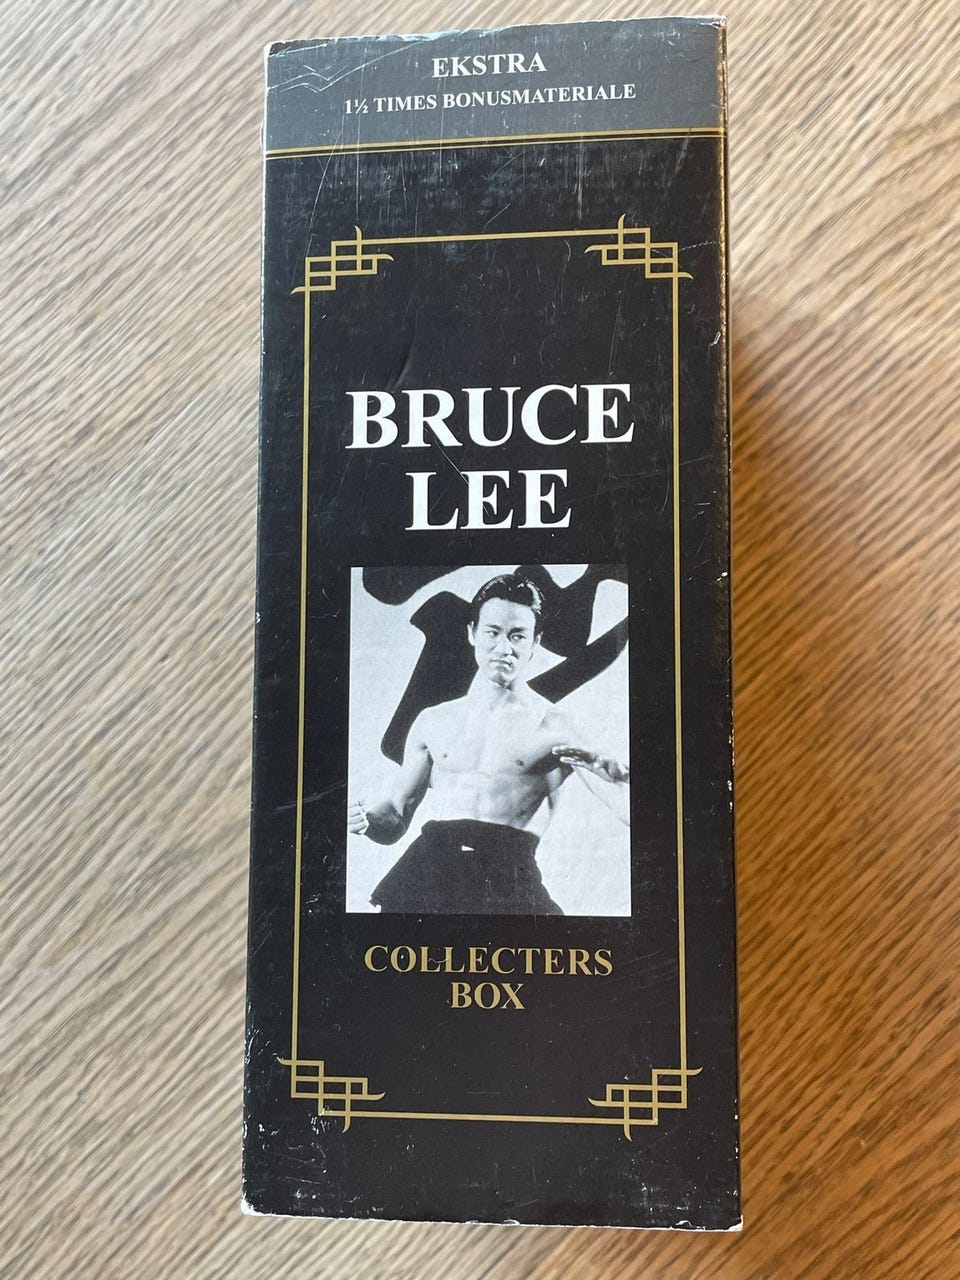 EKSTRA
1½ TIMES BONUSMATERIALE
BRUCE
LEE
COLLECTERS
BOX